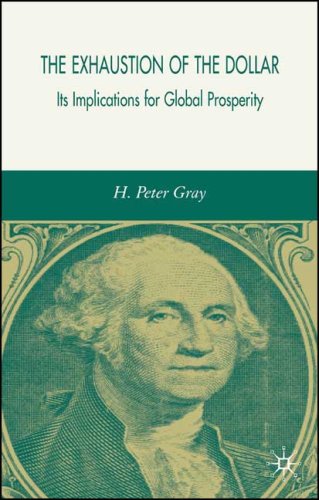 THE EXHAUSTION OF THE DOLLAR
Its Implications for Global Prosperity
H. Peter Gray